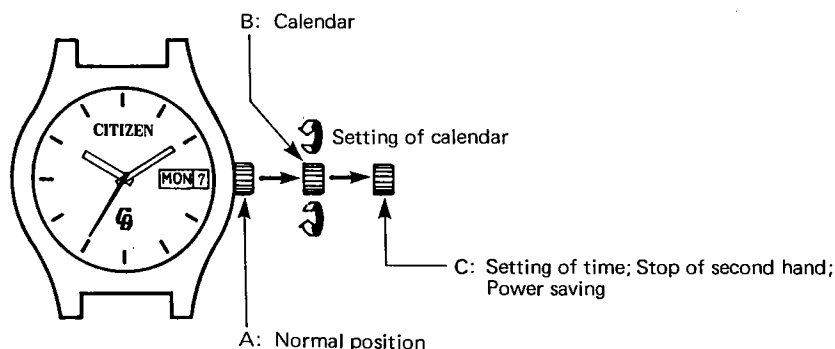 B: Calendar
Setting of calendar
CITIZEN
MON 7
C: Setting of time; Stop of second hand;
Power saving
A: Normal position